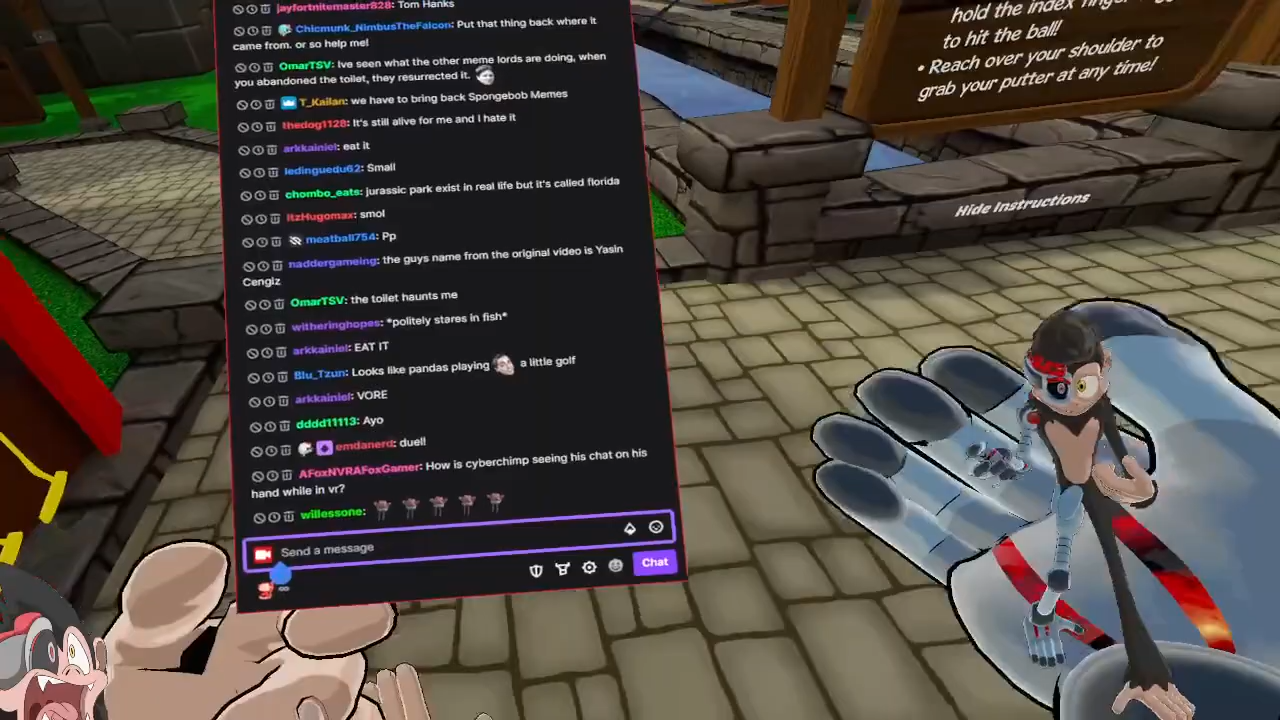 jayfortnitemaster828: Tom Hanks
Chicmunk_NimbusTheFalcon: Put that thing back where it
came from. or so help me!
OmarTSV: Ive seen what the other meme lords are doing, when
you abandoned the toilet, they resurrected it.
T_Kailan: we have to bring back Spongebob Memes
thedog1128: It's still alive for me and I hate it
arkkainiel: eat it
ledinguedu62: Small
chombo_eats: jurassic park exist in real life but it's called florida
ItzHugomax: smol
meatball754: Pp
naddergameing: the guys name from the original video is Yasin
Cengiz
OmarTSV: the toilet haunts me
witheringhopes: *politely stares in fish*
arkkainiel: EAT IT
Blu_Tzun: Looks like pandas playing a little golf
arkkainiel: VORE
dddd11113: Ayo
emdanerd: duel!
AFoxNVRAFoxGamer: How is cyberchimp seeing his chat on his
hand while in vr?
willessone:
Send a message
Chat
hold the index finger
to hit the ball!
• Reach over your shoulder to
grab your putter at any time!
Hide Instructions